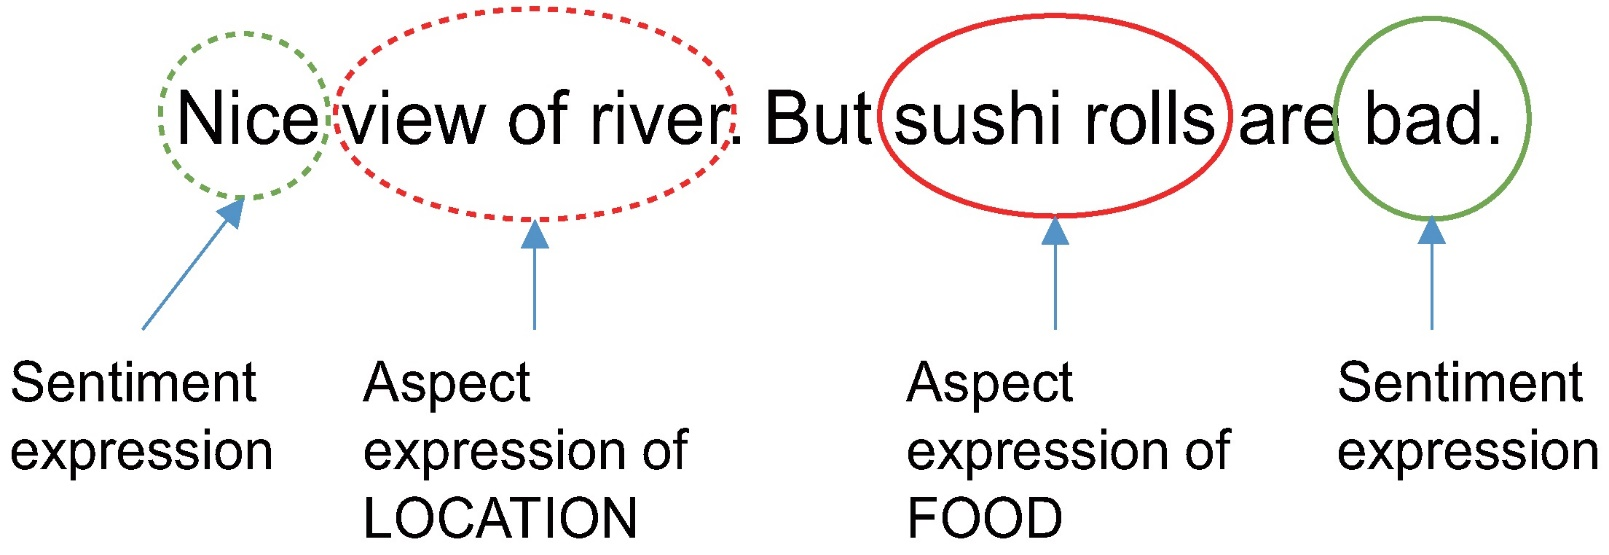 Nice view of river. But sushi rolls are bad.
Sentiment
expression
Aspect
expression of
LOCATION
Aspect
expression of
FOOD
Sentiment
expression